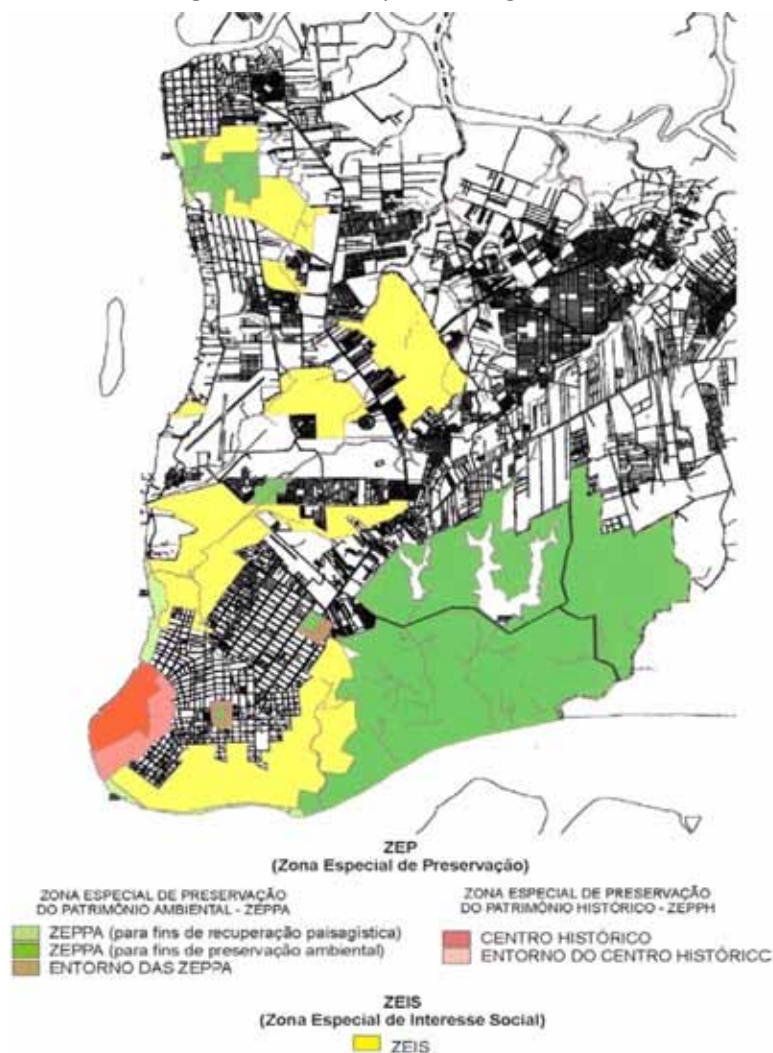 ZEP
(Zona Especial de Preservação)
ZONA ESPECIAL DE PRESERVAÇÃO
DO PATRIMÔNIO AMBIENTAL - ZEPPA
ZEPPA (para fins de recuperação paisagística)
ZEPPA (para fins de preservação ambiental)
ENTORNO DAS ZEPPA
ZONA ESPECIAL DE PRESERVAÇÃO
DO PATRIMÔNIO HISTÓRICO - ZEPPH
CENTRO HISTÓRICO
ENTORNO DO CENTRO HISTÓRICC
ZEIS
(Zona Especial de Interesse Social)
ZEIS